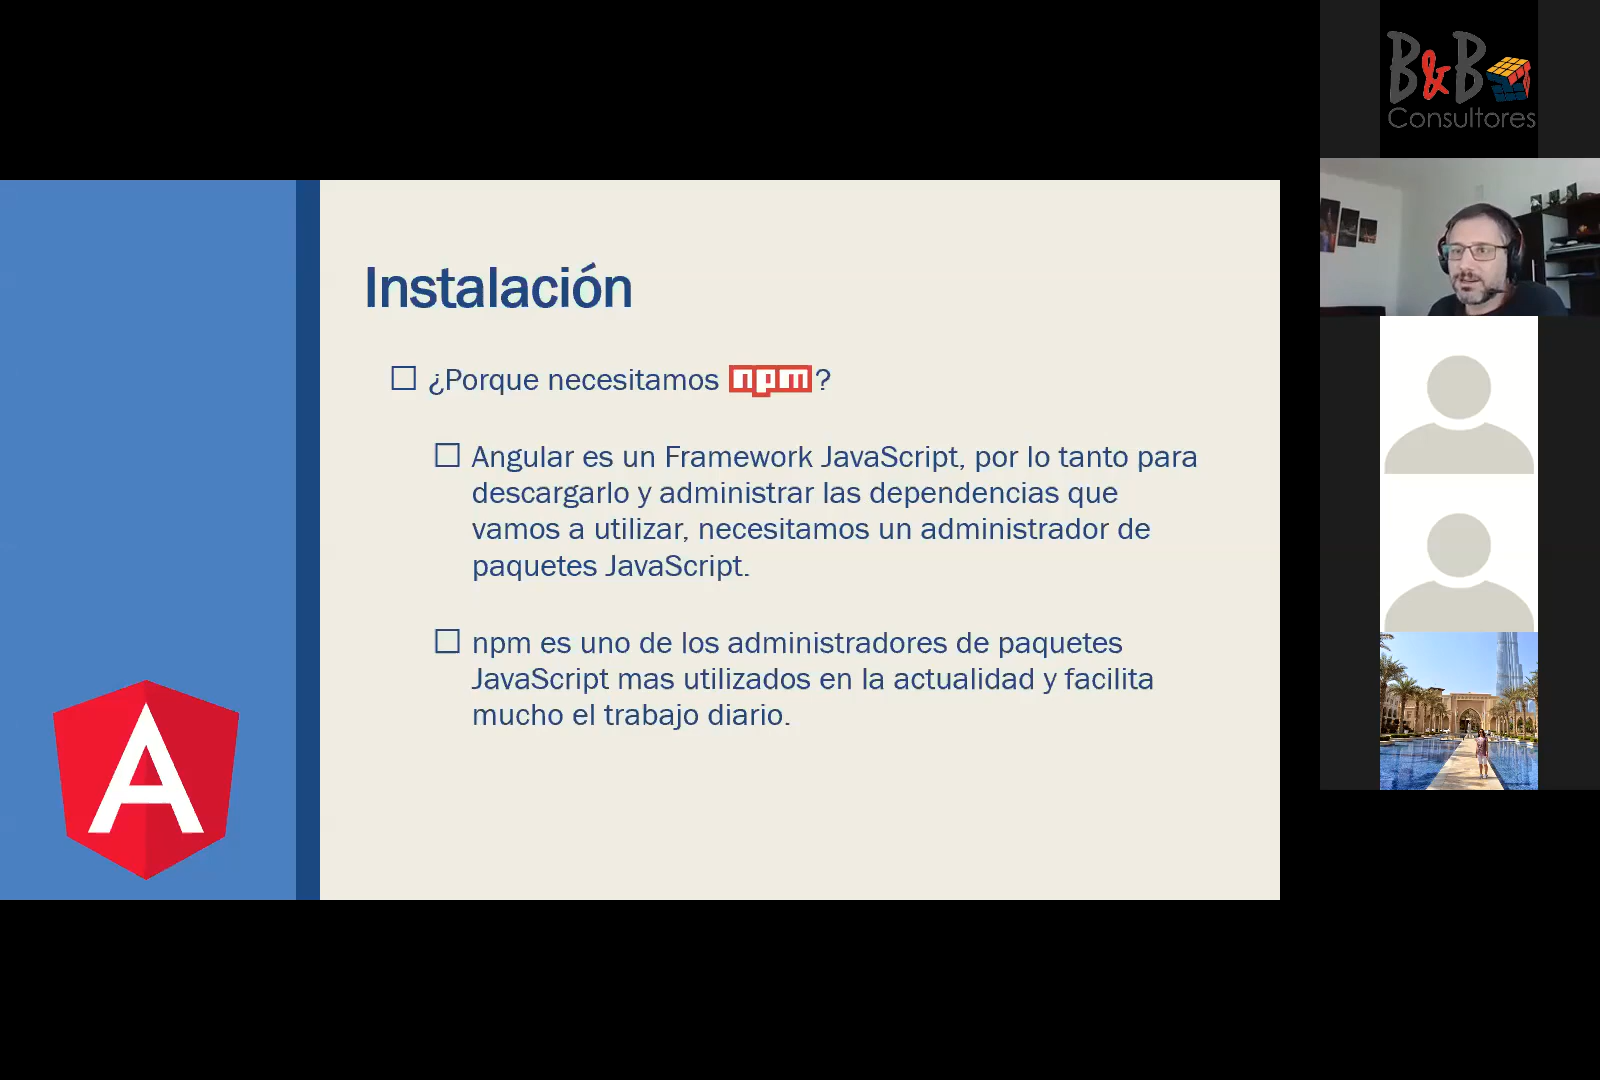 B&B
Consultores
Instalación
¿Porque necesitamos npm?
Angular es un Framework JavaScript, por lo tanto para
descargarlo y administrar las dependencias que
vamos a utilizar, necesitamos un administrador de
paquetes JavaScript.
npm es uno de los administradores de paquetes
JavaScript mas utilizados en la actualidad y facilita
mucho el trabajo diario.
A